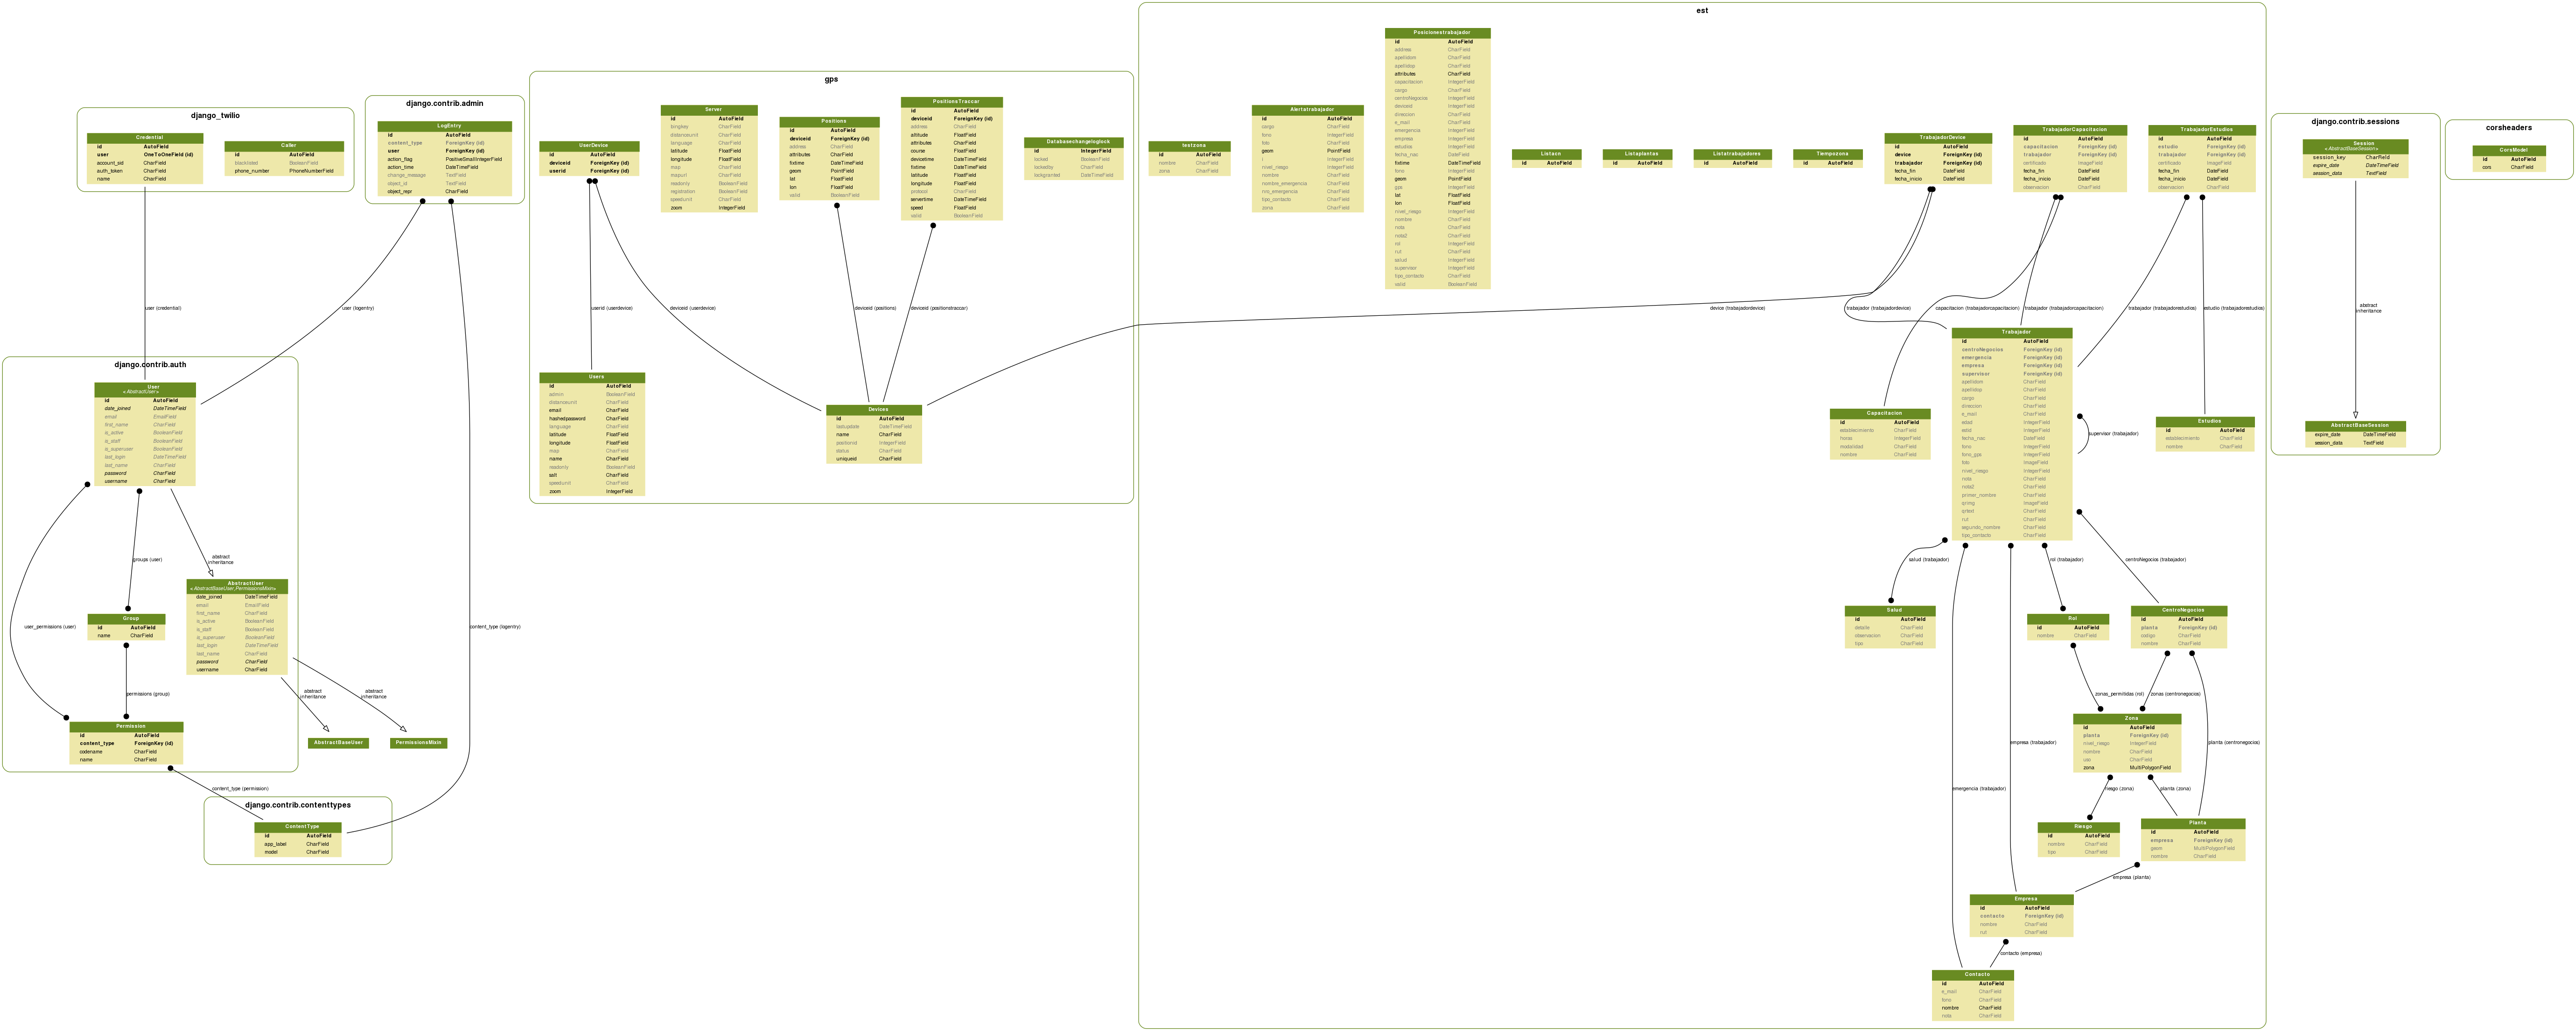 django_twilio
Credential
id AutoField
user OneToOneField (id)
account_sid CharField
auth_token CharField
name CharField
Caller
id AutoField
blacklisted BooleanField
phone_number PhoneNumberField
django.contrib.admin
LogEntry
id AutoField
content_type ForeignKey (id)
user ForeignKey (id)
action_flag PositiveSmallIntegerField
action_time DateTimeField
change_message TextField
object_id TextField
object_repr CharField
gps
UserDevice
id AutoField
deviceid ForeignKey (id)
userid ForeignKey (id)
Server
id AutoField
bingkey CharField
distanceunit CharField
language CharField
latitude FloatField
longitude FloatField
map CharField
mapurl CharField
readonly BooleanField
registration BooleanField
speedunit CharField
zoom IntegerField
Positions
id AutoField
deviceid ForeignKey (id)
address CharField
attributes CharField
fixtime DateTimeField
geom PointField
lat FloatField
lon FloatField
valid BooleanField
PositionsTraccar
id AutoField
deviceid ForeignKey (id)
address CharField
altitude FloatField
attributes CharField
course FloatField
devicetime DateTimeField
fixtime DateTimeField
latitude FloatField
longitude FloatField
protocol CharField
servertime DateTimeField
speed FloatField
valid BooleanField
Databasechangeloglock
id IntegerField
locked BooleanField
lockedby CharField
lockgranted DateTimeField
userid (userdevice)
deviceid (userdevice)
deviceid (positions)
deviceid (positionstraccar)
Users
id AutoField
admin BooleanField
distanceunit CharField
email CharField
hashedpassword CharField
language CharField
latitude FloatField
longitude FloatField
map CharField
name CharField
readonly BooleanField
salt CharField
speedunit CharField
zoom IntegerField
Devices
id AutoField
lastupdate DateTimeField
name CharField
positionid IntegerField
status CharField
uniqueid CharField
est
testzona
id AutoField
nombre CharField
zona CharField
Alertatrabajador
id AutoField
cargo CharField
fono IntegerField
foto CharField
geom PointField
i IntegerField
nivel_riesgo IntegerField
nombre CharField
nombre_emergencia CharField
nro_emergencia CharField
tipo_contacto CharField
zona CharField
Posicionestrabajador
id AutoField
address CharField
apellidom CharField
apellidop CharField
attributes CharField
capacitacion IntegerField
cargo CharField
centroNegocios IntegerField
deviceid IntegerField
direccion CharField
e_mail CharField
emergencia IntegerField
empresa IntegerField
estudios IntegerField
fecha_nac DateField
fixtime DateTimeField
fono IntegerField
geom PointField
gps IntegerField
lat FloatField
lon FloatField
nivel_riesgo IntegerField
nombre CharField
nota CharField
nota2 CharField
rol IntegerField
rut CharField
salud IntegerField
supervisor IntegerField
tipo_contacto CharField
valid BooleanField
Listacn
id AutoField
Listaplantas
id AutoField
Listatrabajadores
id AutoField
Tiempozona
id AutoField
TrabajadorDevice
id AutoField
device ForeignKey (id)
trabajador ForeignKey (id)
fecha_fin DateField
fecha_inicio DateField
TrabajadorCapacitacion
id AutoField
capacitacion ForeignKey (id)
trabajador ForeignKey (id)
certificado ImageField
fecha_fin DateField
fecha_inicio DateField
observacion CharField
TrabajadorEstudios
id AutoField
estudio ForeignKey (id)
trabajador ForeignKey (id)
certificado ImageField
fecha_fin DateField
fecha_inicio DateField
observacion CharField
device (trabajadordevice)
trabajador (trabajadordevice)
capacitacion (trabajadorcapacitacion)
trabajador (trabajadorcapacitacion)
trabajador (trabajadorestudios)
estudio (trabajadorestudios)
Trabajador
id AutoField
centroNegocios ForeignKey (id)
emergencia ForeignKey (id)
empresa ForeignKey (id)
supervisor ForeignKey (id)
apellidom CharField
apellidop CharField
cargo CharField
direccion CharField
e_mail CharField
edad IntegerField
estid IntegerField
fecha_nac DateField
fono IntegerField
fono_gps IntegerField
foto ImageField
nivel_riesgo IntegerField
nota CharField
nota2 CharField
primer_nombre CharField
qrimg ImageField
qrtext CharField
rut CharField
segundo_nombre CharField
tipo_contacto CharField
supervisor (trabajador)
Capacitacion
id AutoField
establecimiento CharField
horas IntegerField
modalidad CharField
nombre CharField
Estudios
id AutoField
establecimiento CharField
nombre CharField
salud (trabajador)
rol (trabajador)
centroNegocios (trabajador)
Salud
id AutoField
detalle CharField
observacion CharField
tipo CharField
Rol
id AutoField
nombre CharField
CentroNegocios
id AutoField
planta ForeignKey (id)
codigo CharField
nombre CharField
zonas_permitidas (rol)
zonas (centronegocios)
empresa (trabajador)
planta (centronegocios)
Zona
id AutoField
planta ForeignKey (id)
nivel_riesgo IntegerField
nombre CharField
uso CharField
zona MultiPolygonField
emergencia (trabajador)
riesgo (zona)
planta (zona)
Riesgo
id AutoField
nombre CharField
tipo CharField
Planta
id AutoField
empresa ForeignKey (id)
geom MultiPolygonField
nombre CharField
empresa (planta)
Empresa
id AutoField
contacto ForeignKey (id)
nombre CharField
rut CharField
contacto (empresa)
Contacto
id AutoField
e_mail CharField
fono CharField
nombre CharField
nota CharField
django.contrib.sessions
Session
< AbstractBaseSession>
session_key CharField
expire_date DateTimeField
session_data TextField
abstract
inheritance
AbstractBaseSession
expire_date DateTimeField
session_data TextField
corsheaders
CorsModel
id AutoField
cors CharField
user (credential)
user (logentry)
django.contrib.auth
User
< AbstractUser>
id AutoField
date_joined DateTimeField
email EmailField
first_name CharField
is_active BooleanField
is_staff BooleanField
is_superuser BooleanField
last_login DateTimeField
last_name CharField
password CharField
username CharField
groups (user)
abstract
inheritance
user_permissions (user)
content_type (logentry)
AbstractUser
< AbstractBaseUser,PermissionsMixin>
date_joined DateTimeField
email EmailField
first_name CharField
is_active BooleanField
is_staff BooleanField
is_superuser BooleanField
last_login DateTimeField
last_name CharField
password CharField
username CharField
Group
id AutoField
name CharField
permissions (group)
abstract
inheritance
abstract
inheritance
Permission
id AutoField
content_type ForeignKey (id)
codename CharField
name CharField
AbstractBaseUser
PermissionsMixin
content_type (permission)
django.contrib.contenttypes
ContentType
id AutoField
app_label CharField
model CharField